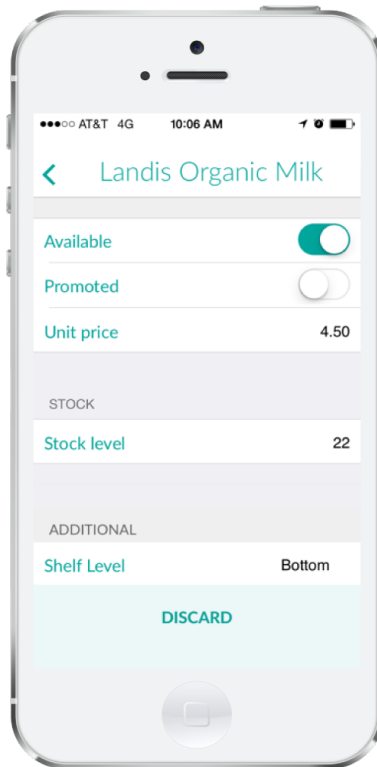 AT&T 4G 10:06 AM
Landis Organic Milk
Available
Promoted
Unit price 4.50
STOCK
Stock level 22
ADDITIONAL
Shelf Level Bottom
DISCARD